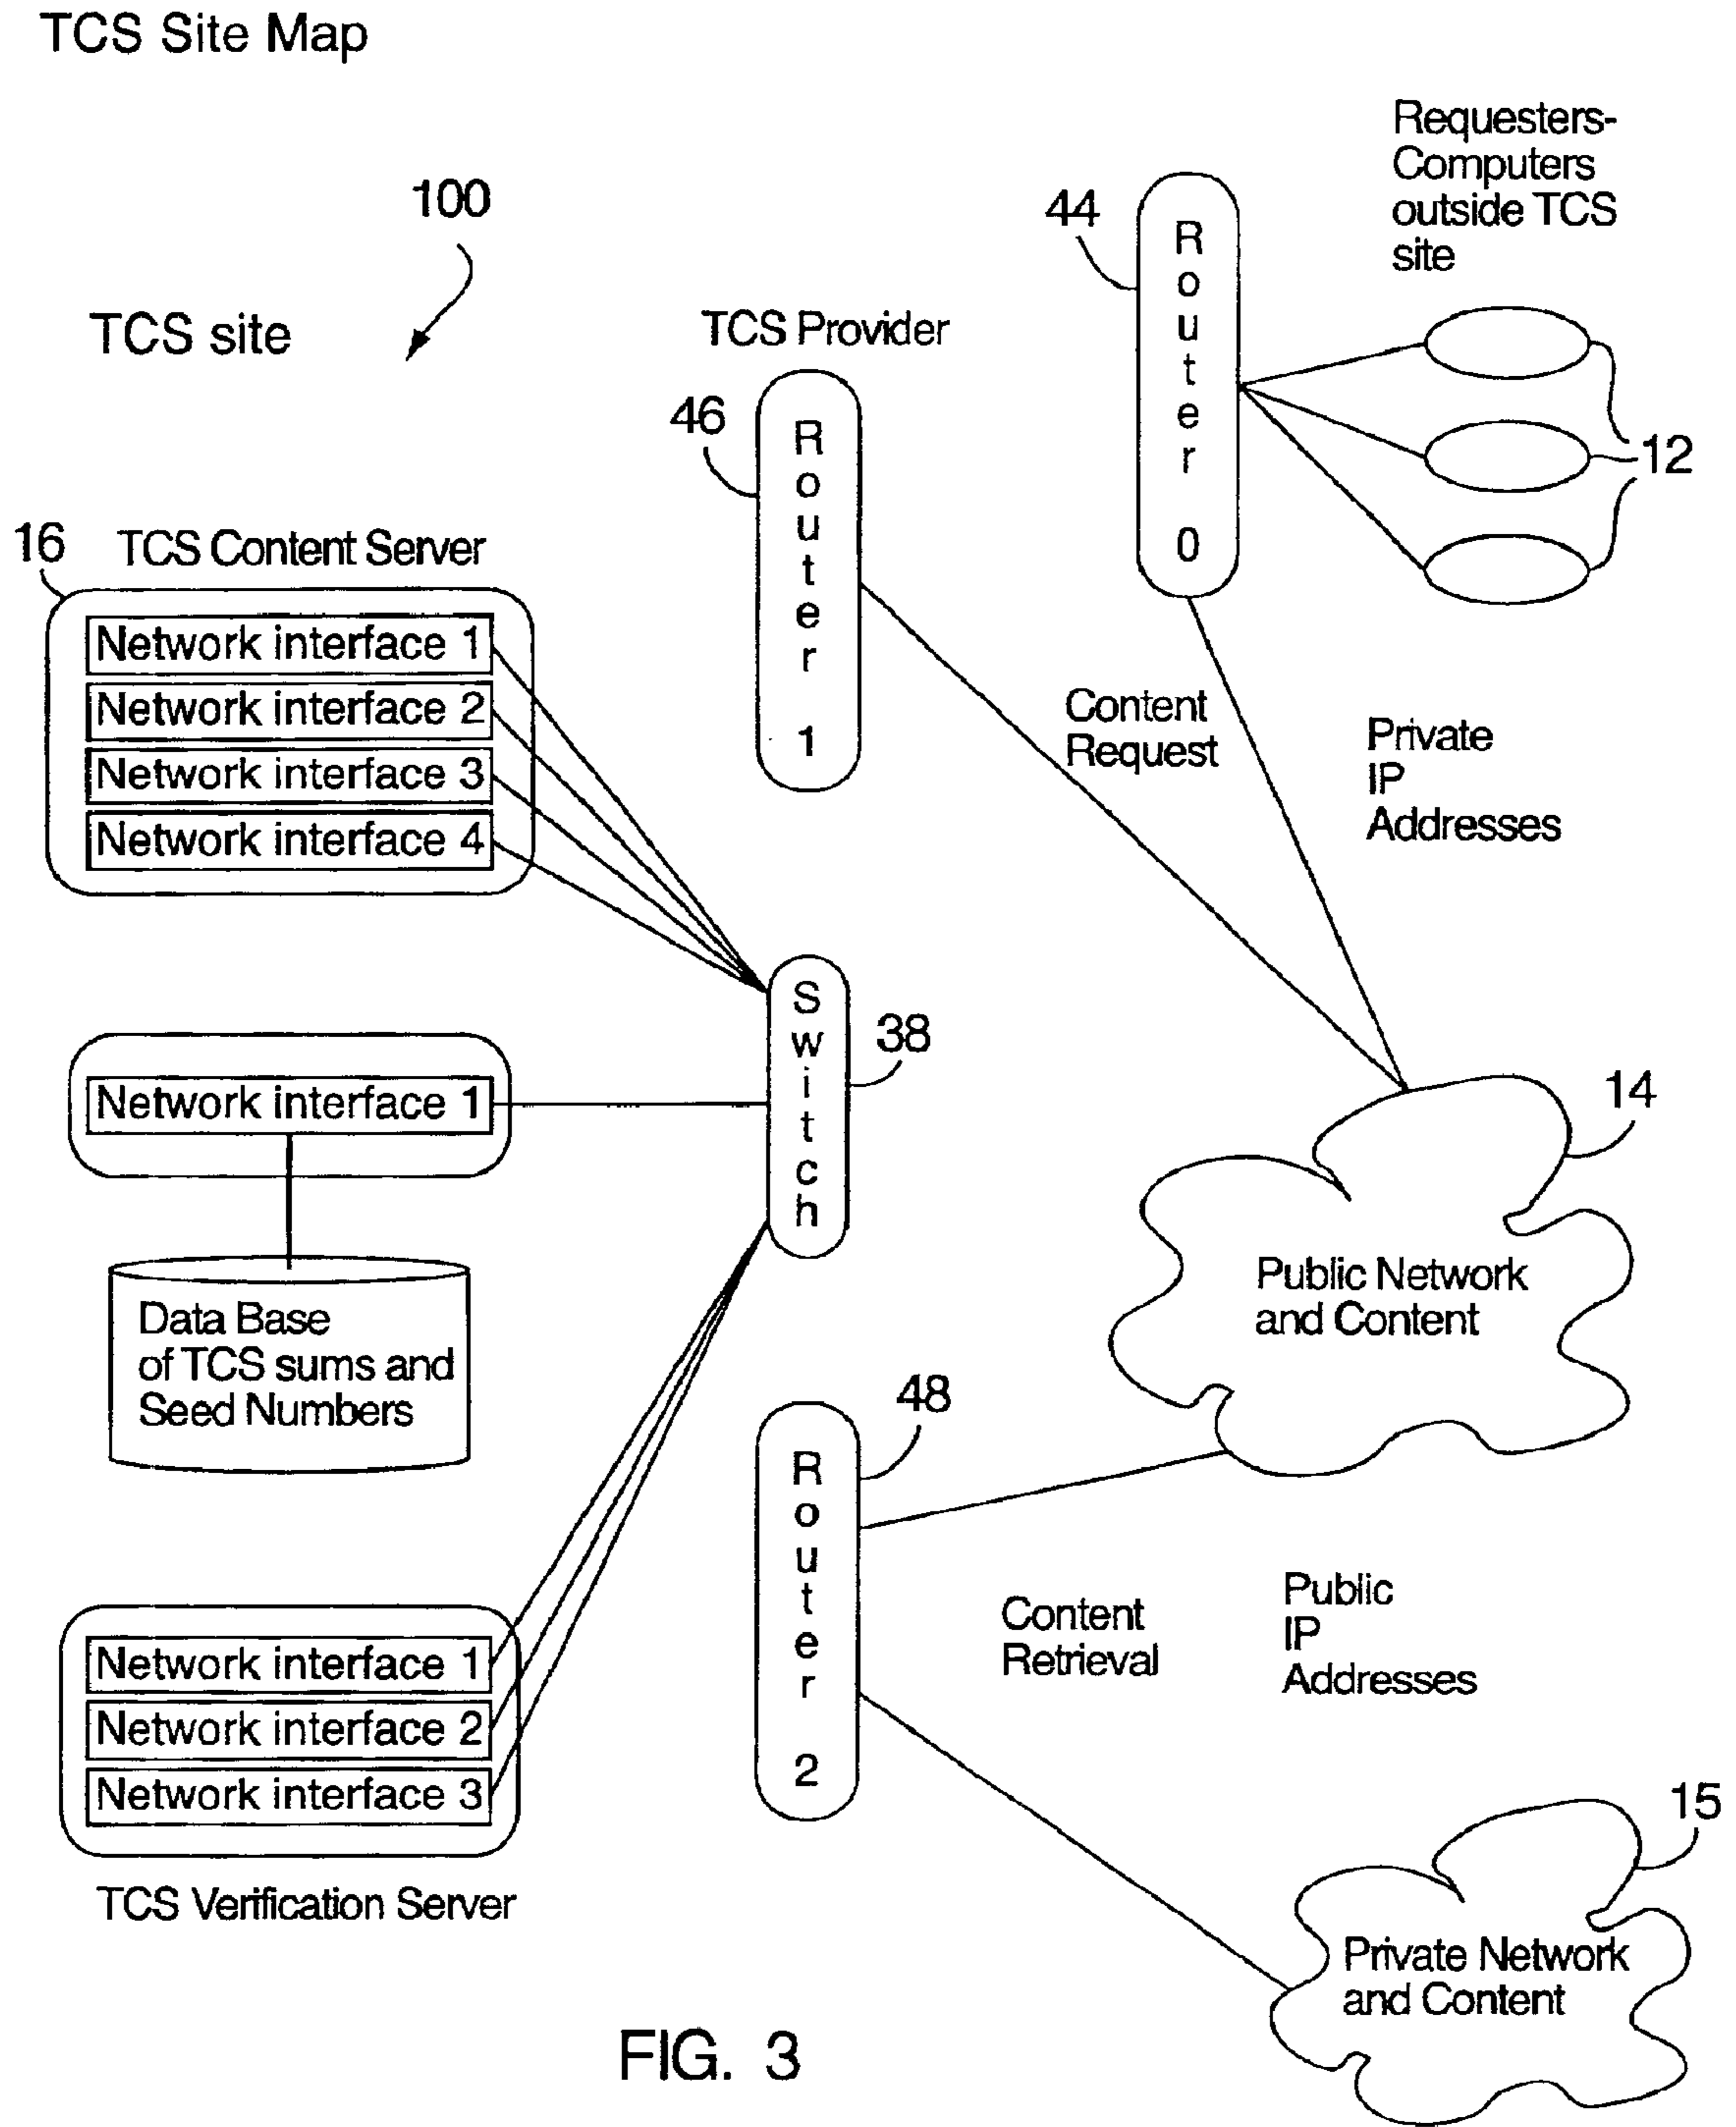 TCS Site Map
Requesters-
Computers
outside TCS
site
100
44
Router 0
TCS site
TCS Provider
46
Router 1
12
16
TCS Content Server
Network interface 1
Network interface 2
Network interface 3
Network interface 4
Content
Request
Private
IP
Addresses
Switch
38
Network interface 1
14
Public Network
and Content
Data Base
of TCS sums and
Seed Numbers
48
Router 2
Content
Retrieval
Public
IP
Addresses
Network interface 1
Network interface 2
Network interface 3
TCS Verification Server
15
Private Network
and Content
FIG. 3